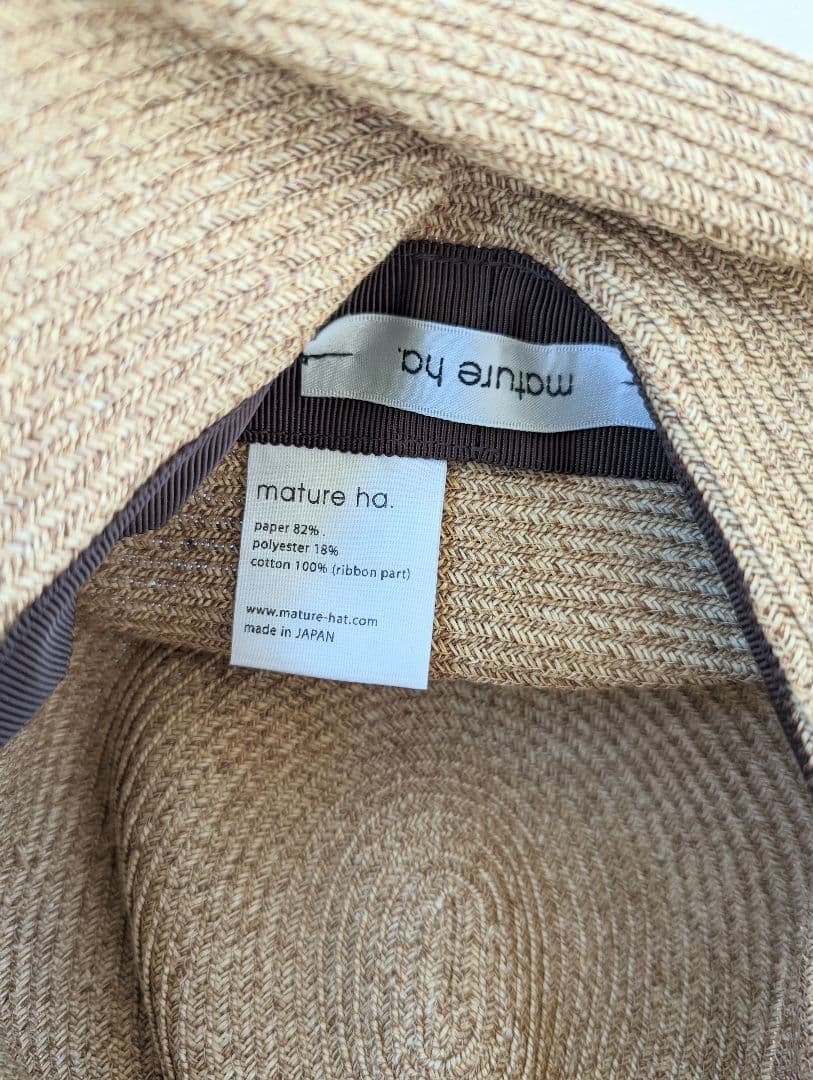 mature ha.
mature ha.
paper 82%
polyester 18%
cotton 100% (ribbon part)
www.mature-hat.com
made in JAPAN